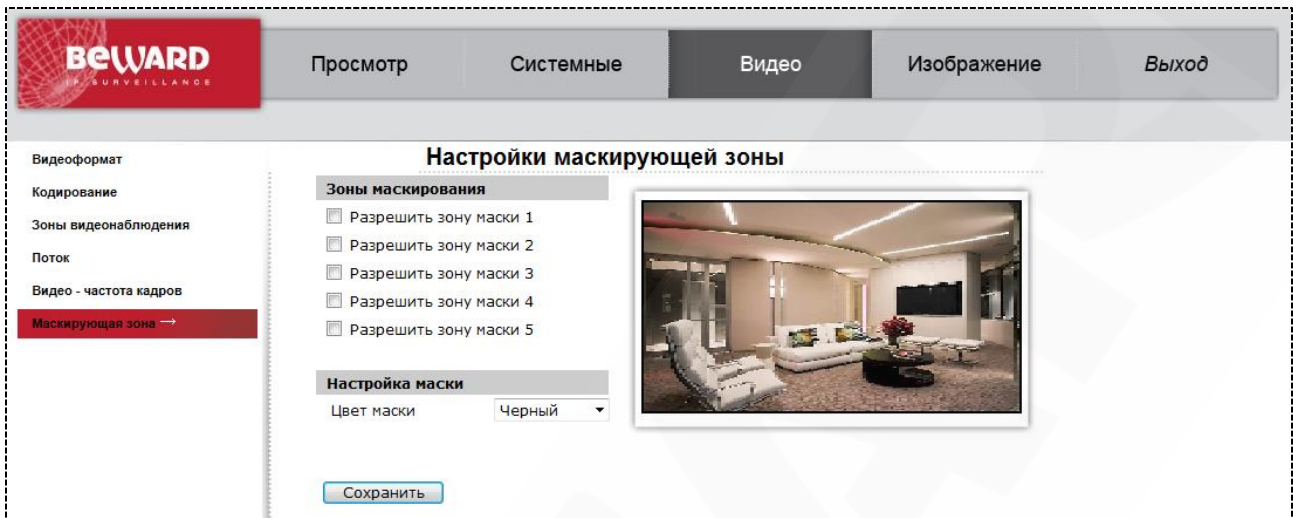 BEWARD
IP SURVEILLANCE
Просмотр
Системные
Видео
Изображение
Выход
Видеоформат
Кодирование
Зоны видеонаблюдения
Поток
Видео - частота кадров
Маскирующая зона →
Настройки маскирующей зоны
Зоны маскирования
Разрешить зону маски 1
Разрешить зону маски 2
Разрешить зону маски 3
Разрешить зону маски 4
Разрешить зону маски 5
Настройка маски
Цвет маски Черный
Сохранить